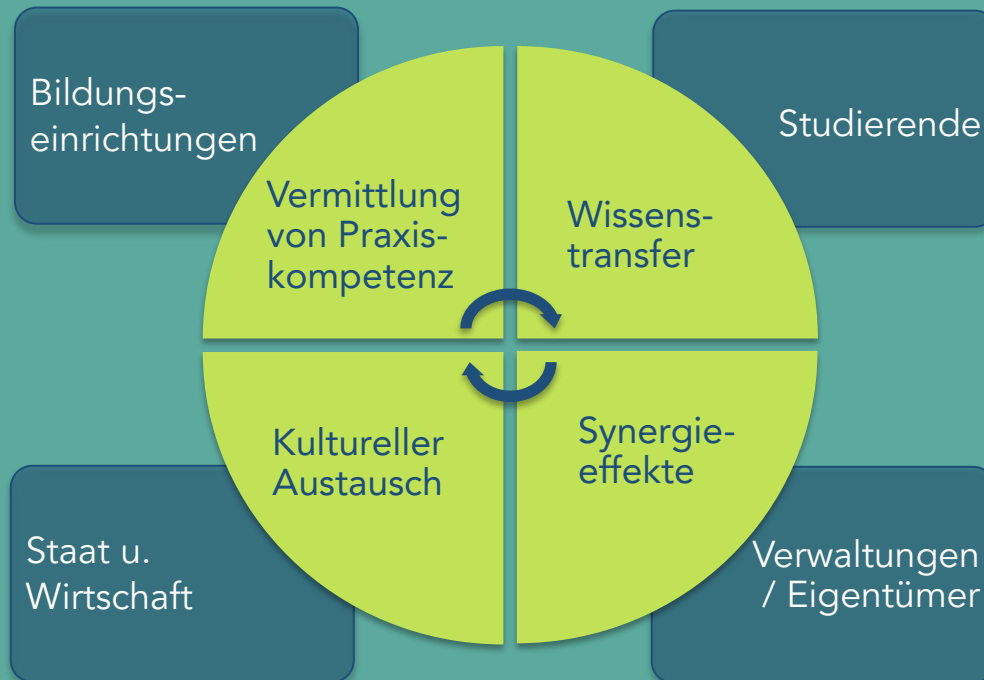 Bildungs-
einrichtungen
Studierende
Vermittlung
von Praxis-
kompetenz
Wissens-
transfer
Kultureller
Austausch
Synergie-
effekte
Staat u.
Wirtschaft
Verwaltungen
/ Eigentümer